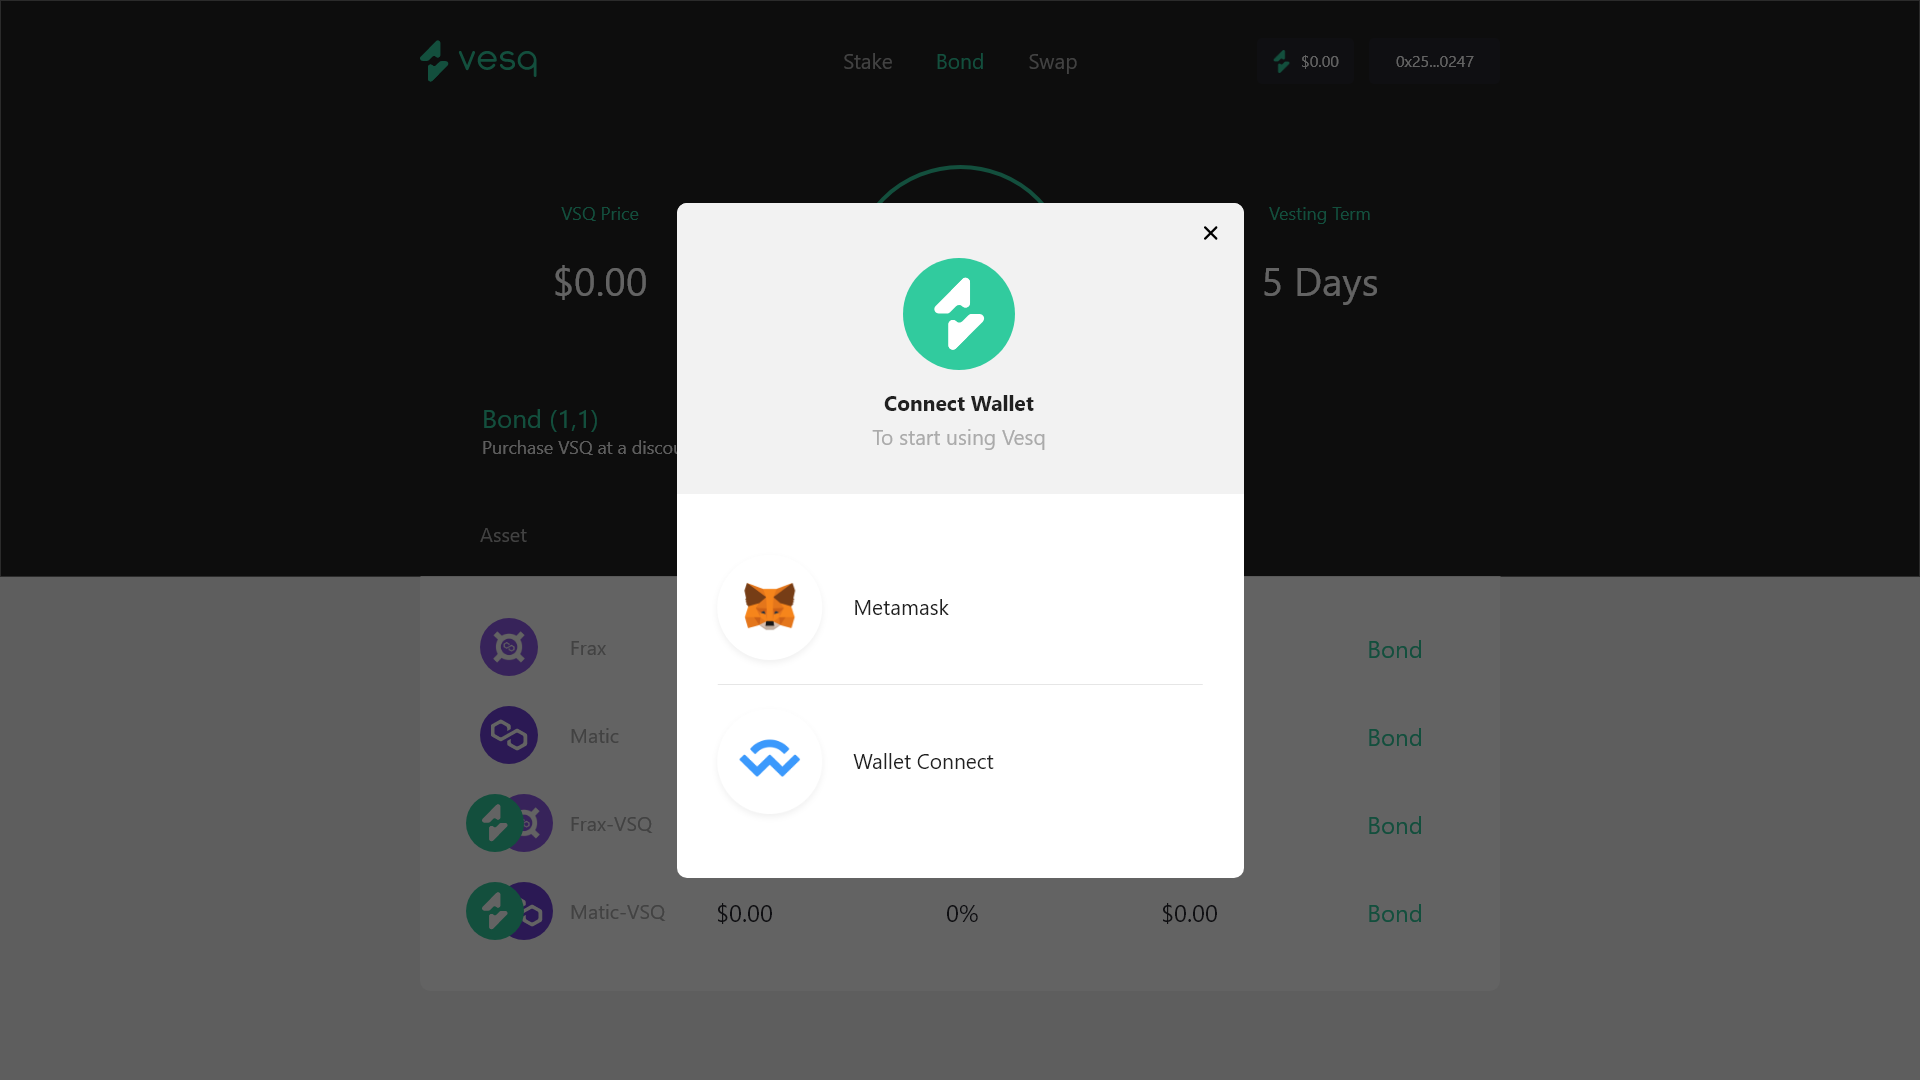 vesq
Stake
Bond
Swap
$0.00
0x25...0247
VSQ Price
$0.00
Vesting Term
5 Days
Bond (1,1)
Purchase VSQ at a
Asset
Connect Wallet
To start using Vesq
Metamask
Wallet Connect
Frax
Bond
Matic
Bond
Frax-VSQ
Bond
Matic-VSQ
$0.00
0%
$0.00
Bond